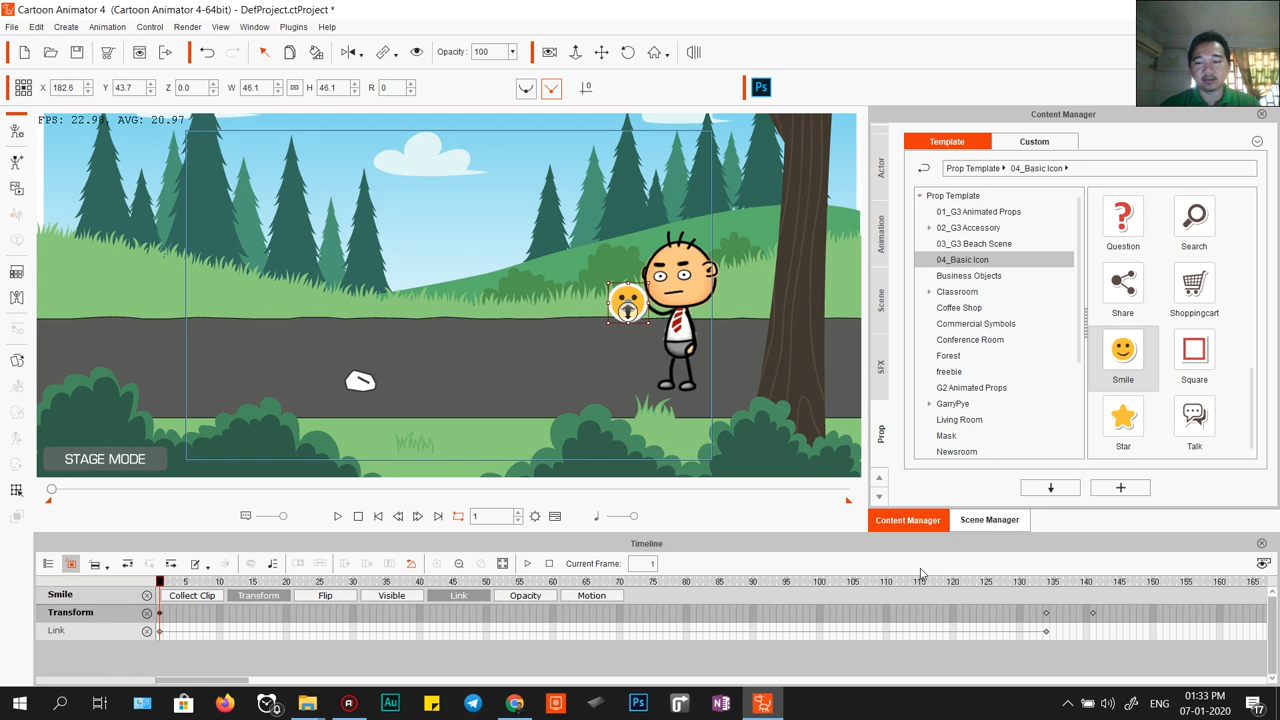 Cartoon Animator 4 (Cartoon Animator 4-64bit) - DefProject.ctProject *
File Edit Create Animation Control Render View Window Plugins Help
Opacity : 100
X 182.6 Y 43.7 Z 0.0 W 46.1 H 46.1 R 0
Ps
FPS: 22.98, AVG: 20.97
STAGE MODE
Content Manager
Template Custom
Prop Template 04_Basic Icon
Actor
Animation
Scene
SFX
Prop
Prop Template
01_G3 Animated Props
02_G3 Accessory
03_G3 Beach Scene
04_Basic Icon
Business Objects
Classroom
Coffee Shop
Commercial Symbols
Conference Room
Forest
freebie
G2 Animated Props
GarryPye
Living Room
Mask
Newsroom
Question Search
Share Shoppingcart
Smile Square
Star Talk
1
Content Manager Scene Manager
Timeline
Current Frame: 1
5 10 15 20 25 30 35 40 45 50 55 60 65 70 75 80 85 90 95 100 105 110 115 120 125 130 135 140 145 150 155 160 165
Smile Collect Clip Transform Flip Visible Link Opacity Motion
Transform
Link
Au
Ps
ENG
01:33 PM
07-01-2020
17